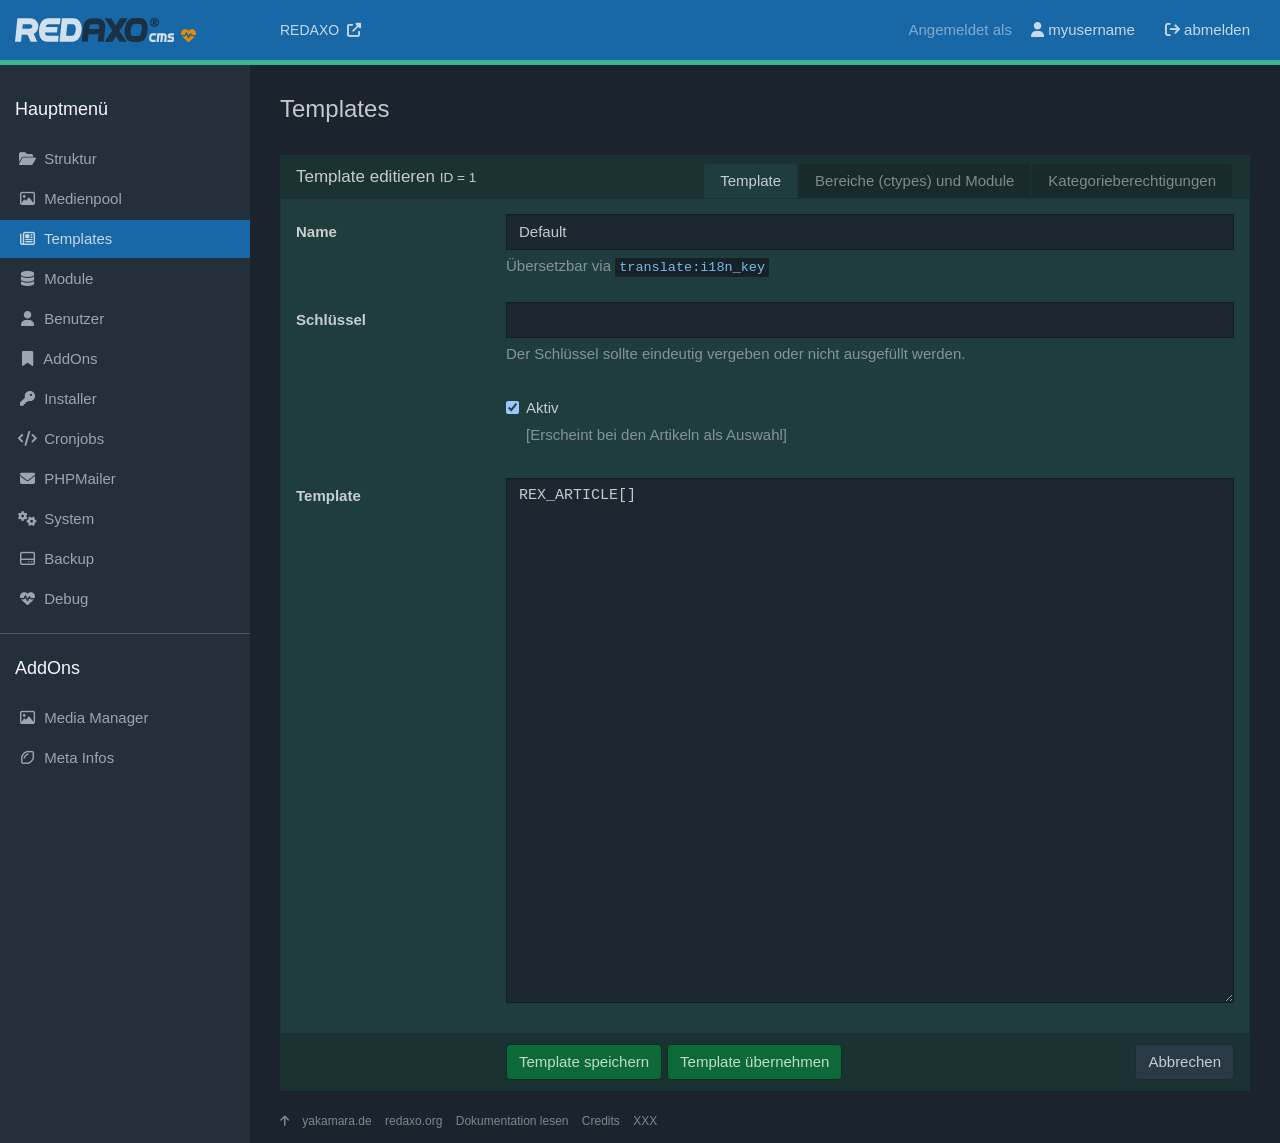 REDAXO® cms
REDAXO
Angemeldet als myusername abmelden
Hauptmenü
Struktur
Medienpool
Templates
Module
Benutzer
AddOns
Installer
Cronjobs
PHPMailer
System
Backup
Debug
AddOns
Media Manager
Meta Infos
Templates
Template editieren ID = 1
Template Bereiche (ctypes) und Module Kategorieberechtigungen
Name
Default
Übersetzbar via translate:i18n_key
Schlüssel
Der Schlüssel sollte eindeutig vergeben oder nicht ausgefüllt werden.
Aktiv
[Erscheint bei den Artikeln als Auswahl]
Template
REX_ARTICLE[]
Template speichern Template übernehmen Abbrechen
yakamara.de redaxo.org Dokumentation lesen Credits XXX